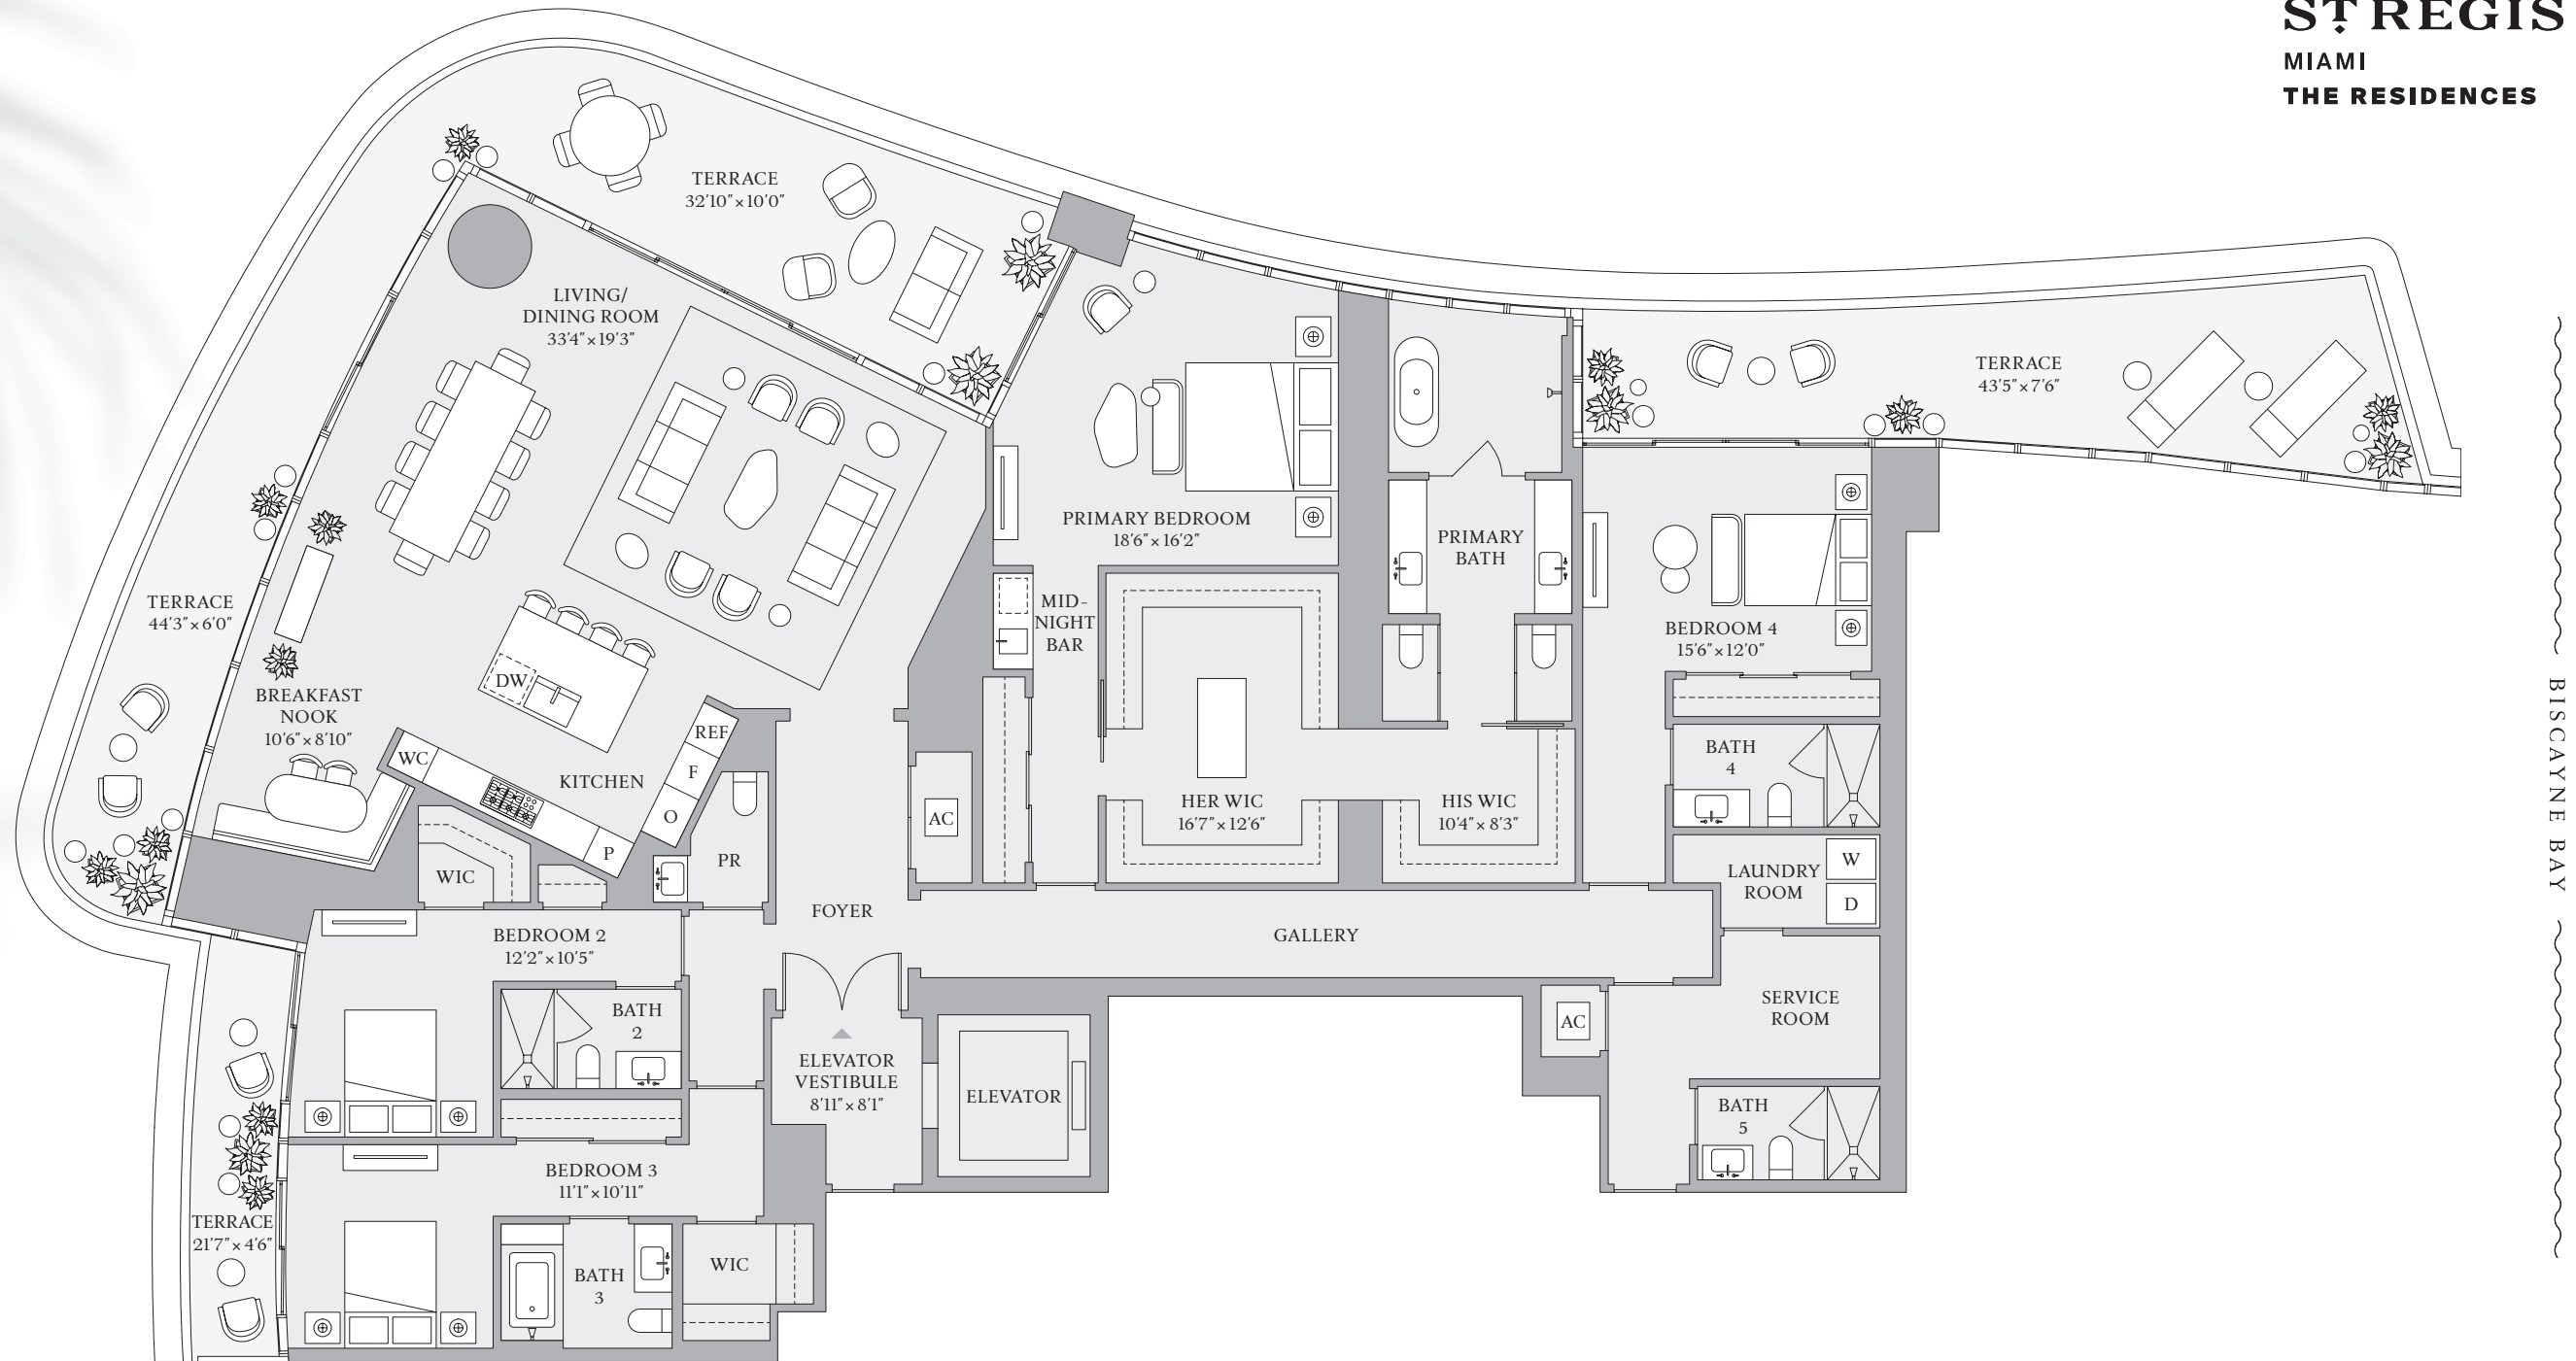 ST REGIS
MIAMI
THE RESIDENCES
TERRACE
32'10"×10'0"
LIVING/
DINING ROOM
33'4"×19'3"
TERRACE
43'5"×7'6"
PRIMARY BEDROOM
18'6"×16'2"
PRIMARY
BATH
TERRACE
44'3"×6'0"
MID-
NIGHT
BAR
BEDROOM 4
15'6"×12'0"
DW
BREAKFAST
NOOK
10'6"×8'10"
REF
WC
F
KITCHEN
O
P
AC
HER WIC
16'7"×12'6"
HIS WIC
10'4"×8'3"
BATH
4
BISCAYNE BAY
WIC
PR
LAUNDRY
ROOM
W
D
FOYER
GALLERY
BEDROOM 2
12'2"×10'5"
BATH
2
SERVICE
ROOM
AC
ELEVATOR
VESTIBULE
8'11"×8'1"
ELEVATOR
BATH
5
BEDROOM 3
11'1"×10'11"
TERRACE
21'7"×4'6"
BATH
3
WIC